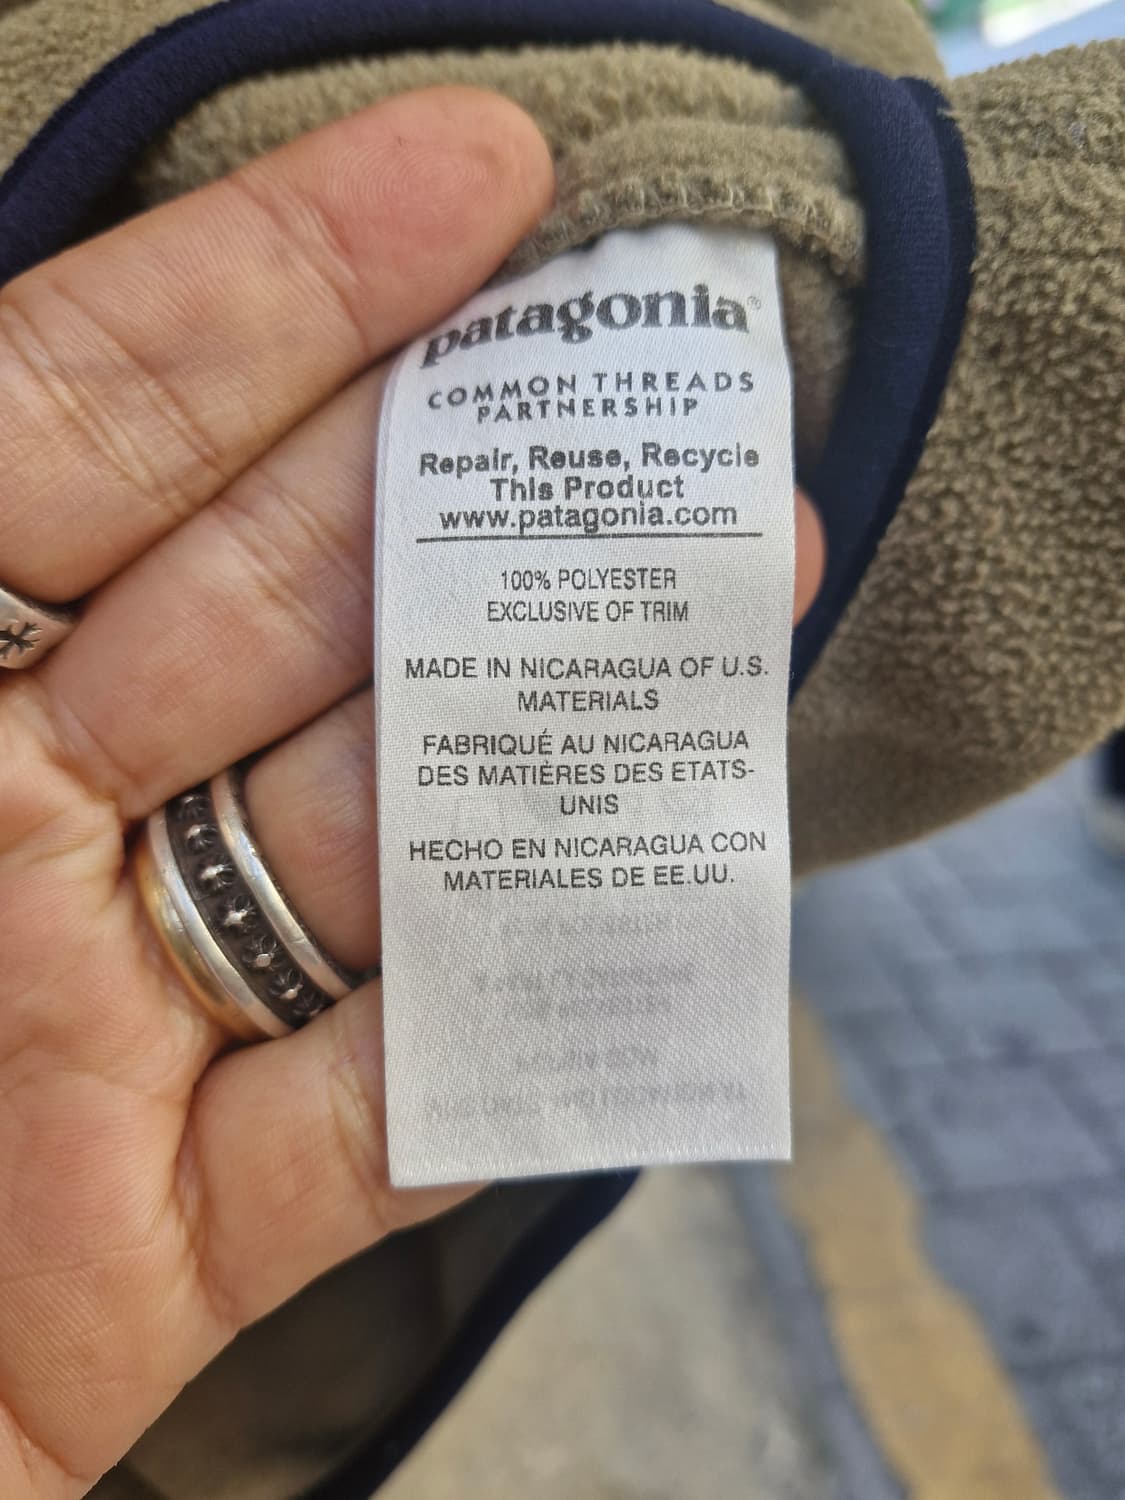 patagonia®
COMMON THREADS
PARTNERSHIP
Repair, Reuse, Recycle
This Product
www.patagonia.com
100% POLYESTER
EXCLUSIVE OF TRIM
MADE IN NICARAGUA OF U.S.
MATERIALS
FABRIQUÉ AU NICARAGUA
DES MATIÈRES DES ETATS-
UNIS
HECHO EN NICARAGUA CON
MATERIALES DE EE.UU.